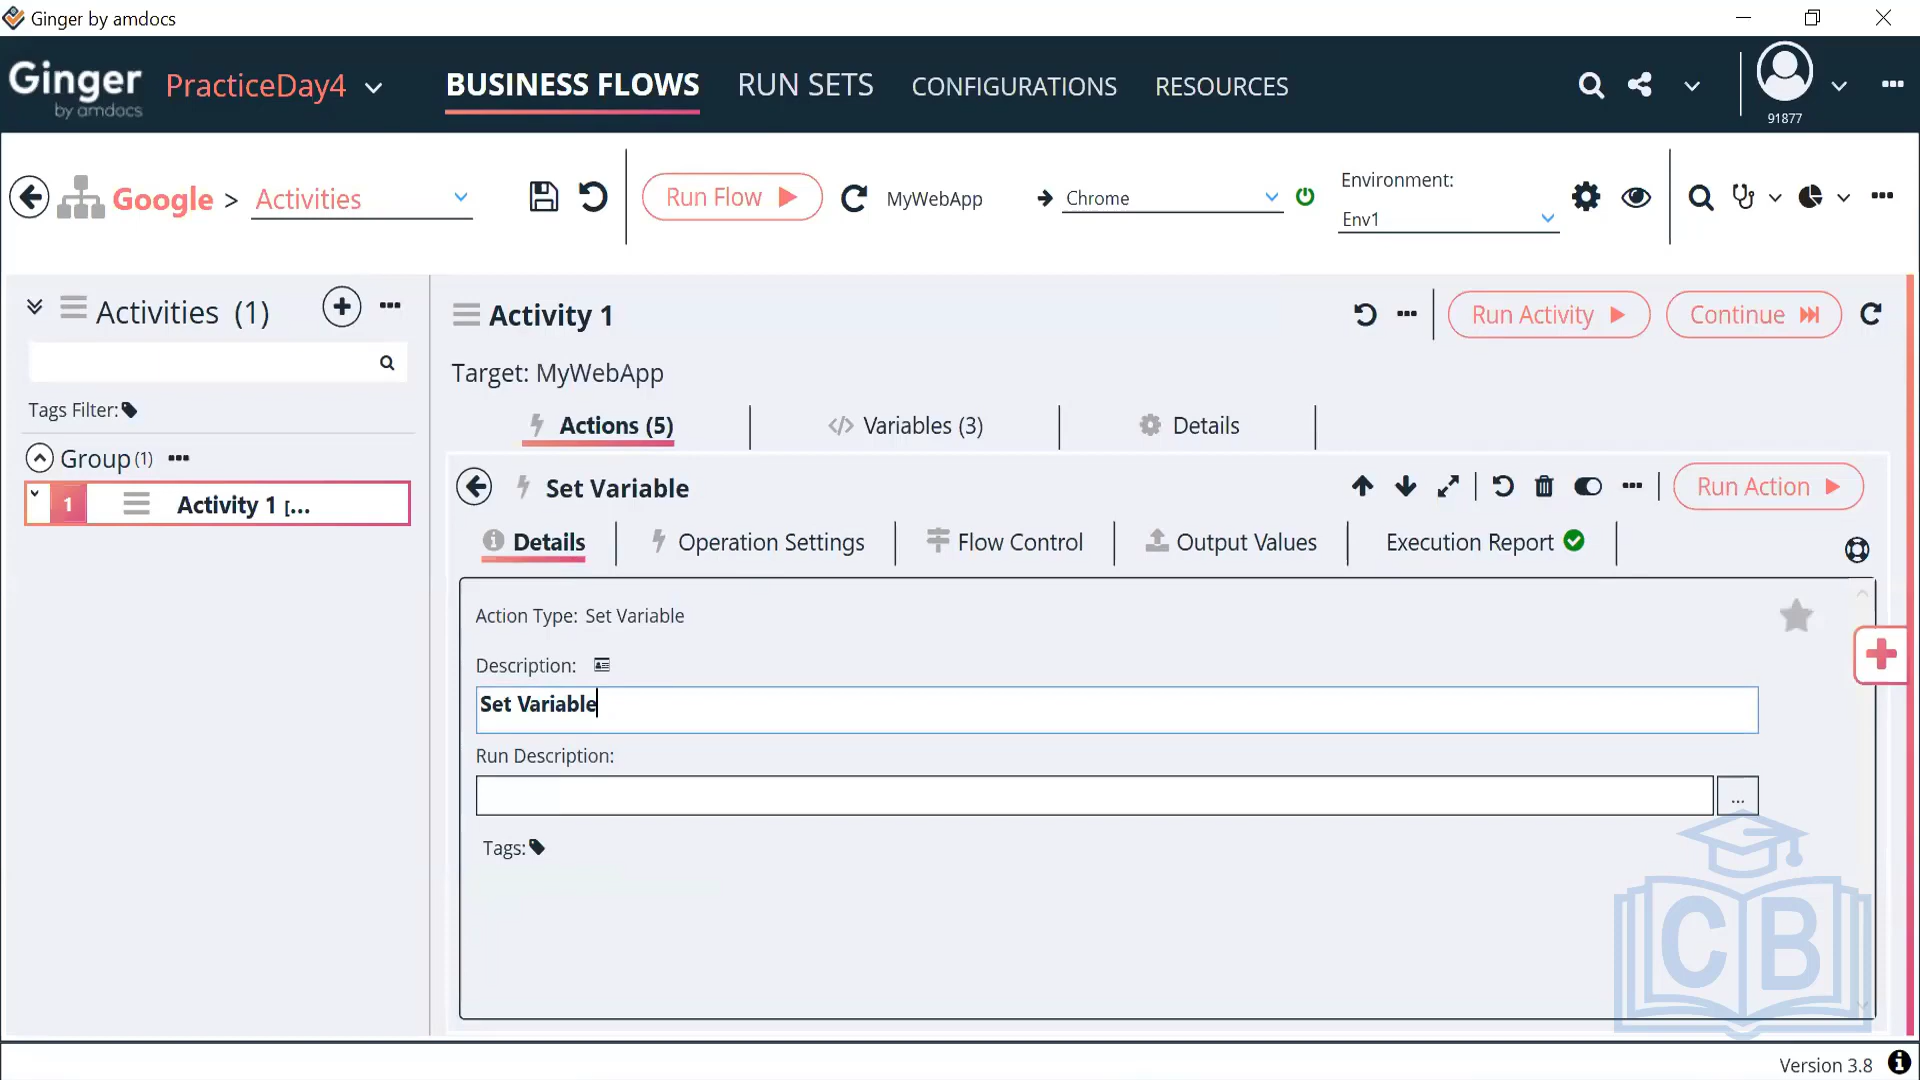 Ginger by amdocs
Ginger
by amdocs
PracticeDay4
BUSINESS FLOWS
RUN SETS
CONFIGURATIONS
RESOURCES
91877
Google > Activities
Run Flow
MyWebApp
Chrome
Environment:
Env1
Activities (1)
Tags Filter:
Group (1)
1 Activity 1 [...
Activity 1
Run Activity
Continue
Target: MyWebApp
Actions (5)
Variables (3)
Details
Set Variable
Run Action
Details
Operation Settings
Flow Control
Output Values
Execution Report
Action Type: Set Variable
Description:
Set Variable
Run Description:
...
Tags:
CB
Version 3.8